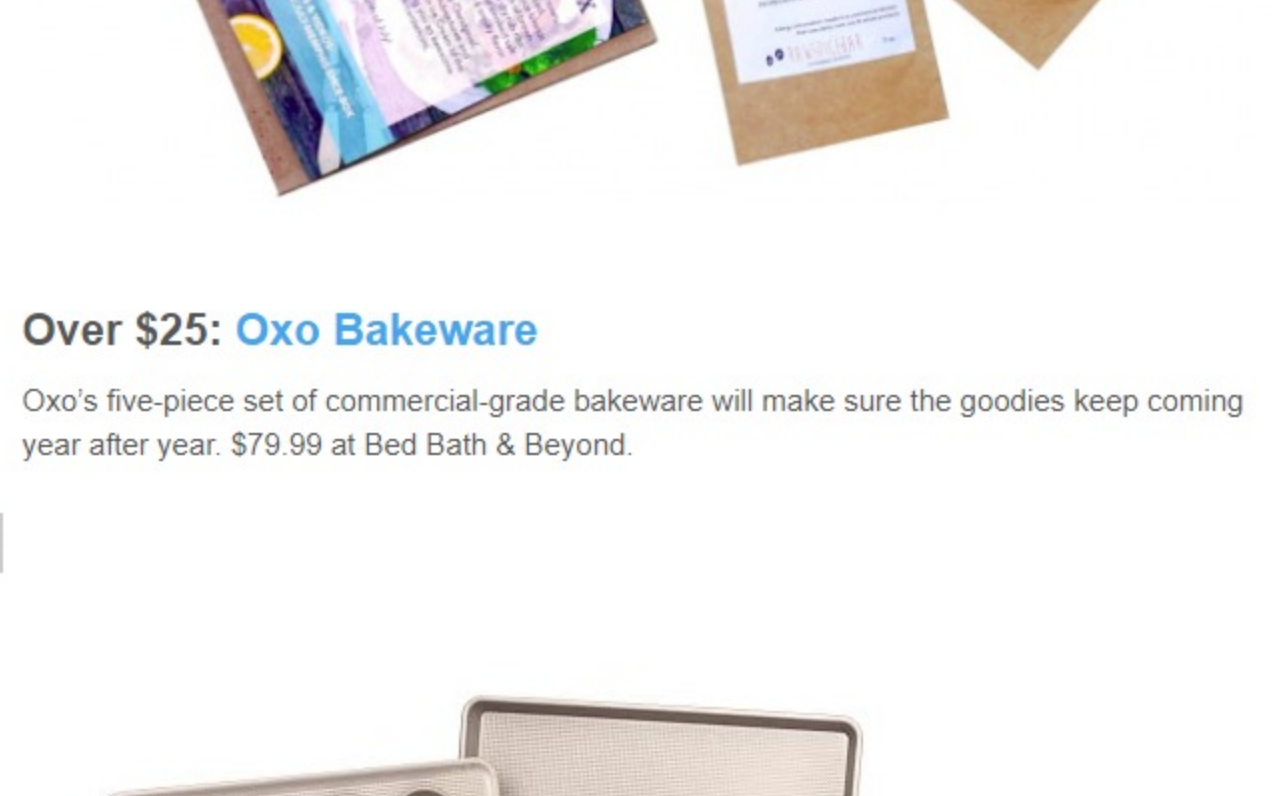 RAWSPICEBAR
Over $25: Oxo Bakeware
Oxo’s five-piece set of commercial-grade bakeware will make sure the goodies keep coming
year after year. $79.99 at Bed Bath & Beyond.